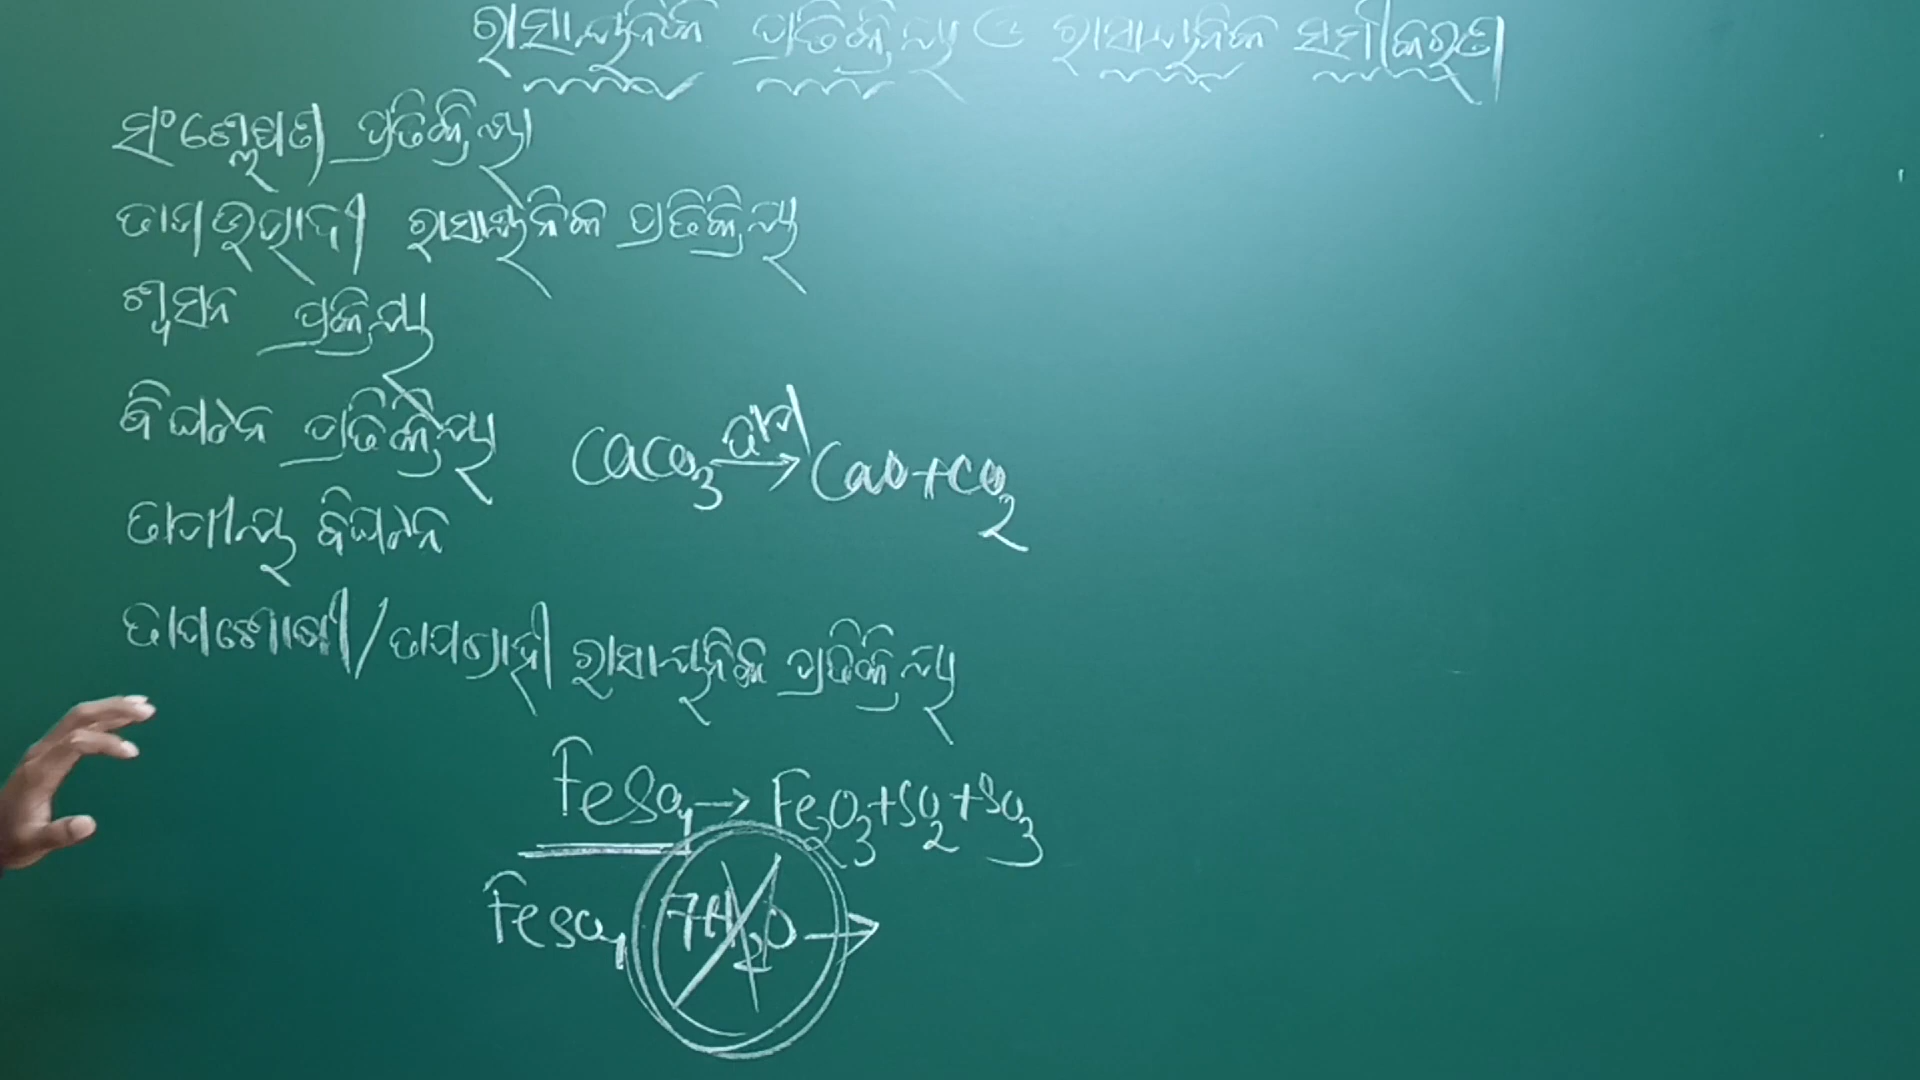 ରାସାୟନିକ ପ୍ରତିକ୍ରିୟା ଓ ରାସାୟନିକ ସମୀକରଣ
ସଂଶ୍ଳେଷଣ ପ୍ରତିକ୍ରିୟା
ତାପଉତ୍ପାଦୀ ରାସାୟନିକ ପ୍ରତିକ୍ରିୟା
ଶ୍ୱସନ ପ୍ରକ୍ରିୟା
ବିଘଟନ ପ୍ରତିକ୍ରିୟା CaCO₃ —ତାପ→ CaO + CO₂
ତାପୀୟ ବିଘଟନ
ତାପଶୋଷୀ/ତାପଗ୍ରାହୀ ରାସାୟନିକ ପ୍ରତିକ୍ରିୟା
FeSO₄ → Fe₂O₃ + SO₂ + SO₃
FeSO₄ 7H₂O →